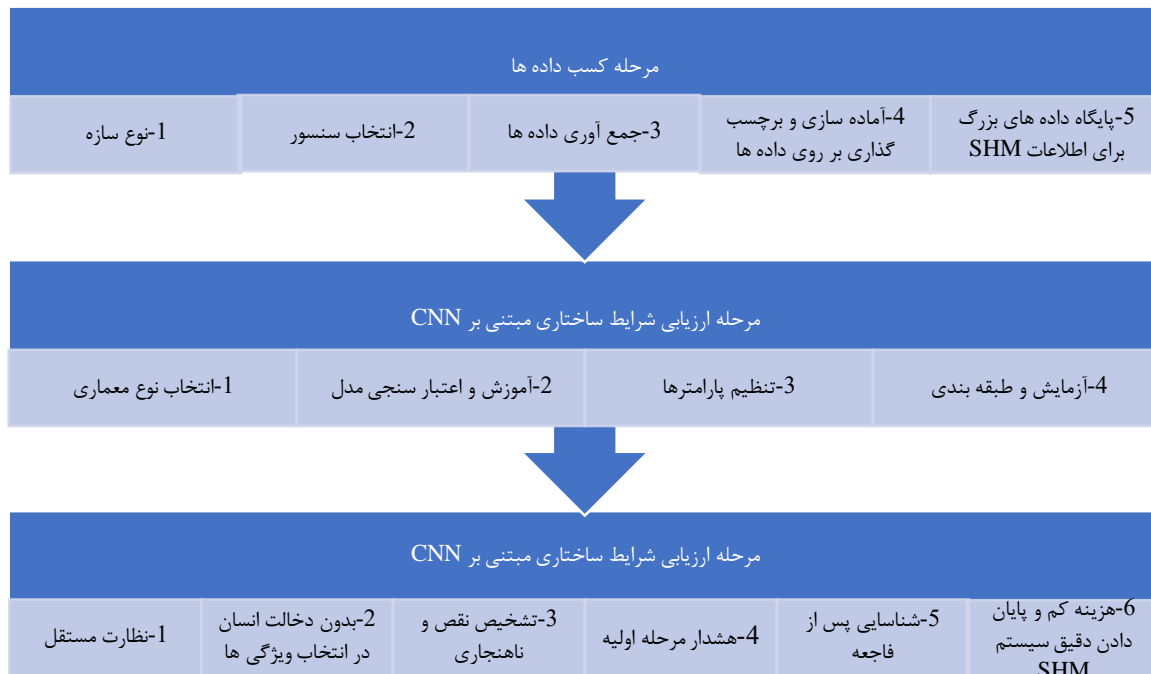 مرحله کسب داده ها
1-نوع سازه
2-انتخاب سنسور
3-جمع آوری داده ها
4-آماده سازی و برچسب
گذاری بر روی داده ها
5-پایگاه داده های بزرگ
برای اطلاعات SHM
مرحله ارزیابی شرایط ساختاری مبتنی بر CNN
1-انتخاب نوع معماری
2-آموزش و اعتبار سنجی مدل
3-تنظیم پارامترها
4-آزمایش و طبقه بندی
مرحله ارزیابی شرایط ساختاری مبتنی بر CNN
1-نظارت مستقل
2-بدون دخالت انسان
در انتخاب ویژگی ها
3-تشخیص نقص و
ناهنجاری
4-هشدار مرحله اولیه
5-شناسایی پس از
فاجعه
6-هزینه کم و پایان
دادن دقیق سیستم
SHM